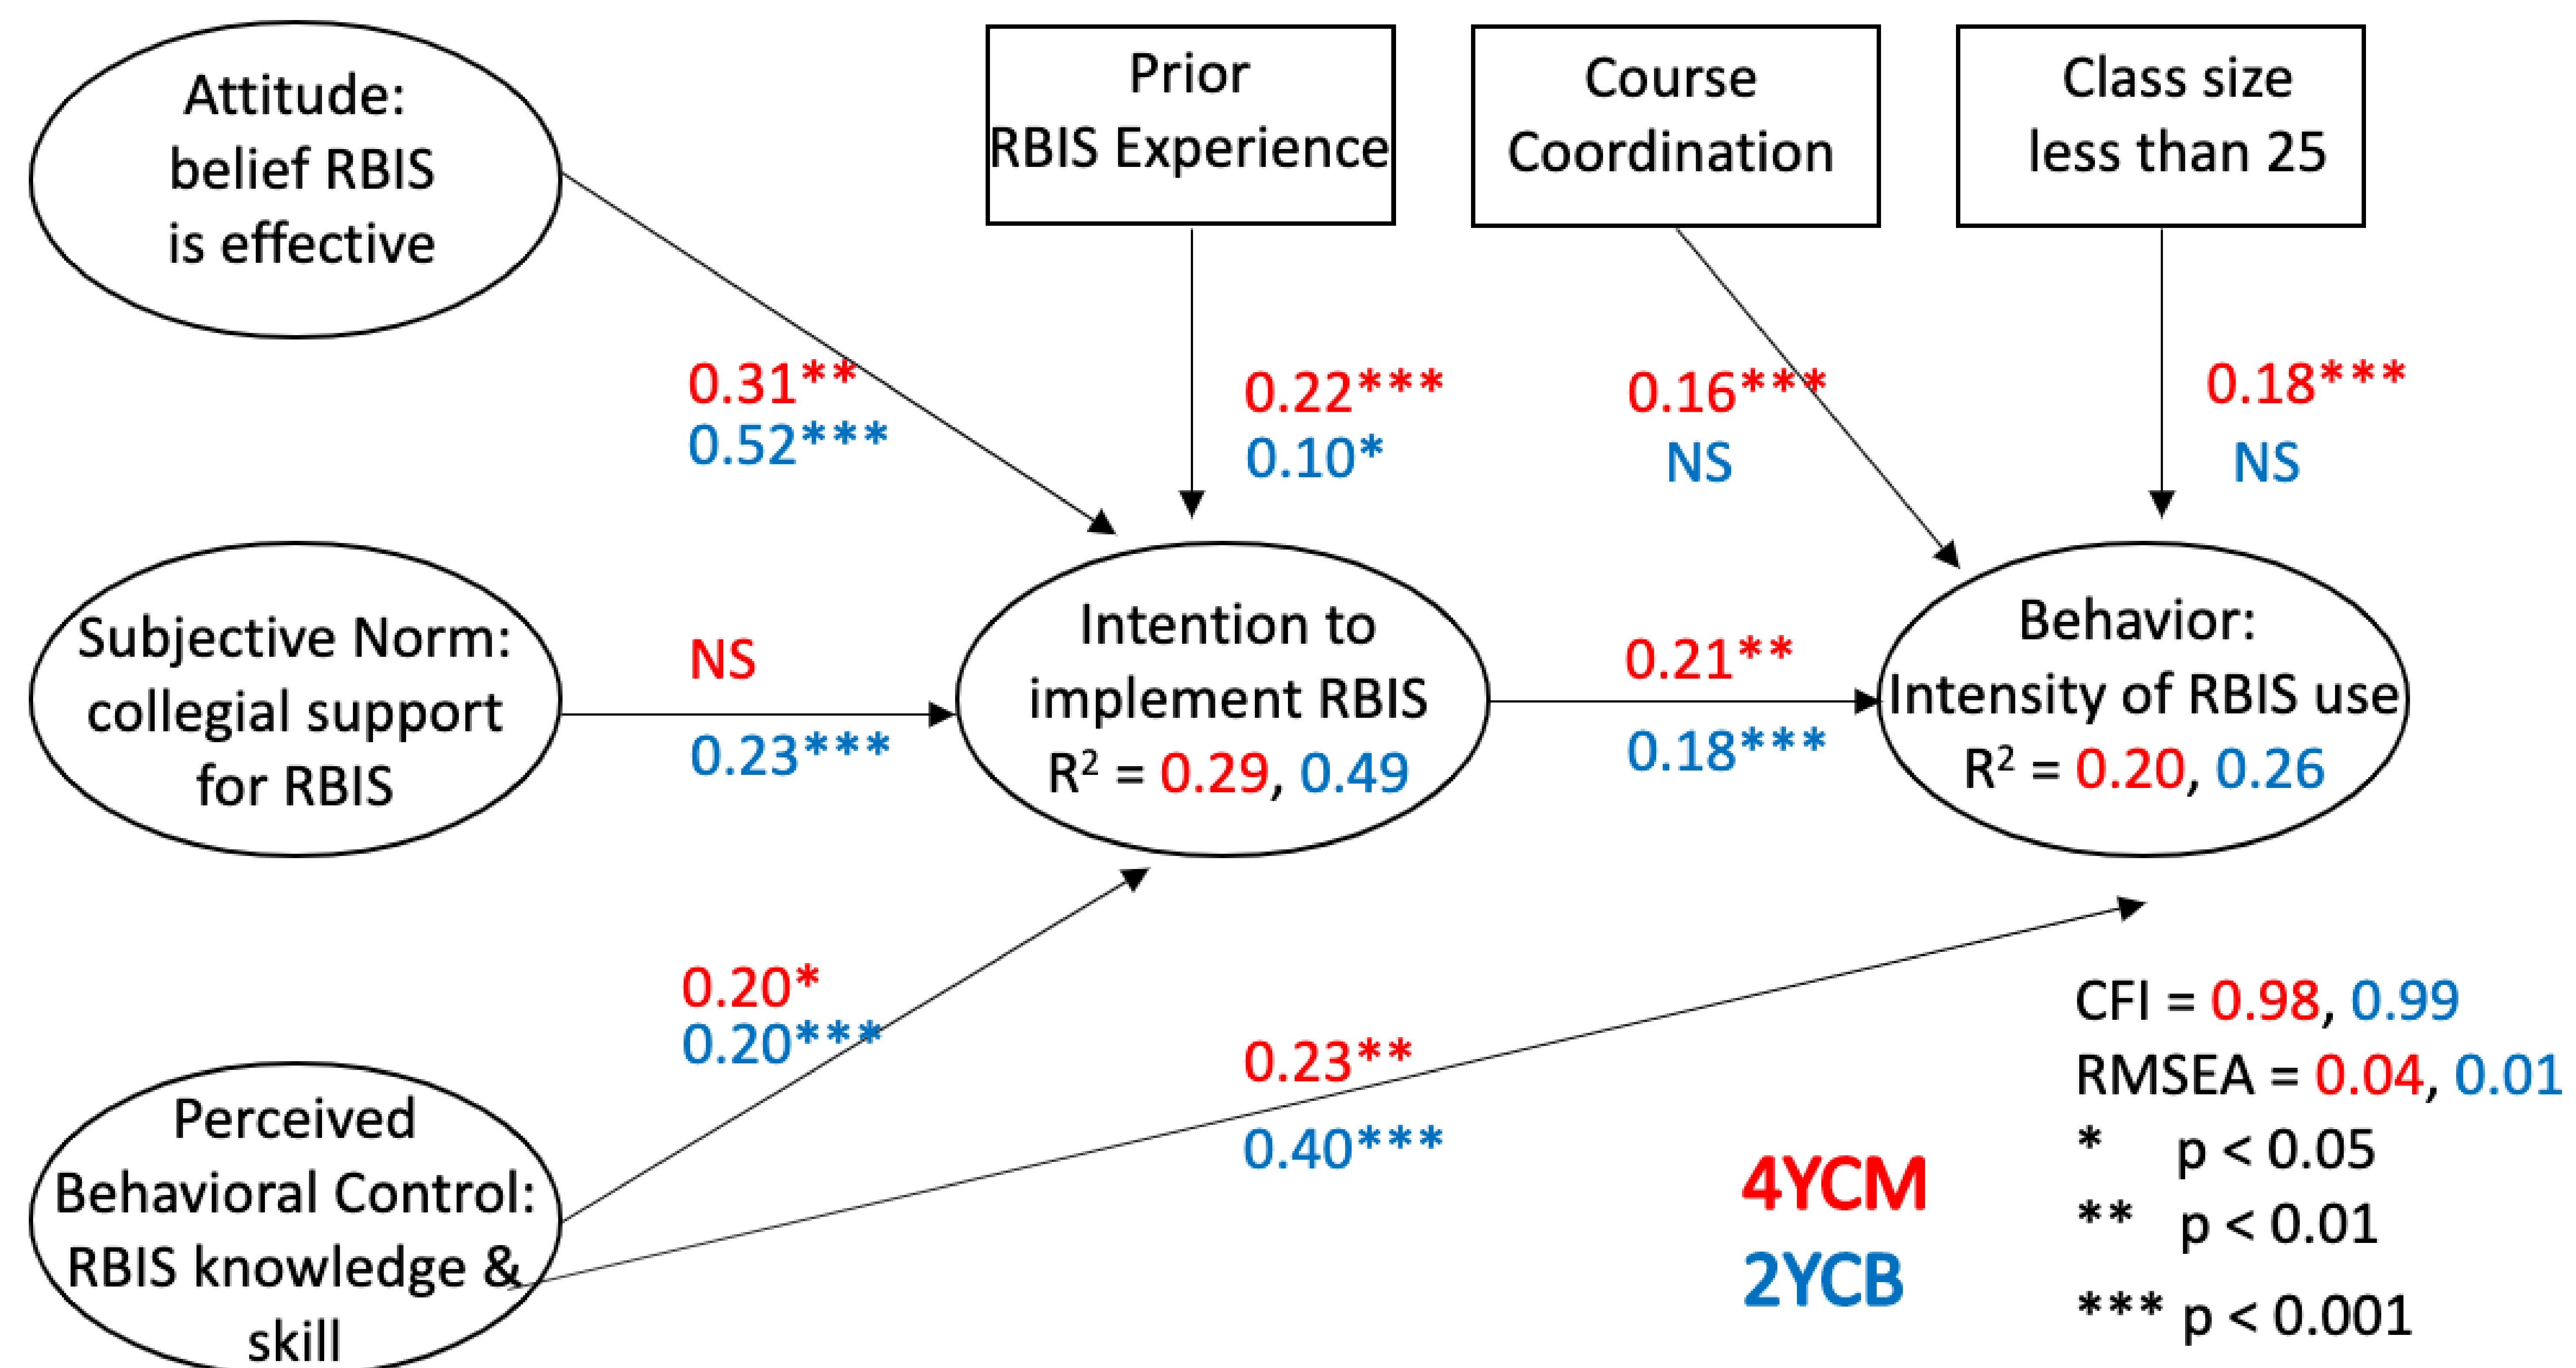 Attitude:
belief RBIS
is effective
Prior
RBIS Experience
Course
Coordination
Class size
less than 25
0.31**
0.52***
0.22***
0.10*
0.16***
NS
0.18***
NS
Subjective Norm:
collegial support
for RBIS
NS
0.23***
Intention to
implement RBIS
R² = 0.29, 0.49
0.21**
0.18***
Behavior:
Intensity of RBIS use
R² = 0.20, 0.26
Perceived
Behavioral Control:
RBIS knowledge &
skill
0.20*
0.20***
0.23**
0.40***
4YCM
2YCB
CFI = 0.98, 0.99
RMSEA = 0.04, 0.01
* p < 0.05
** p < 0.01
*** p < 0.001